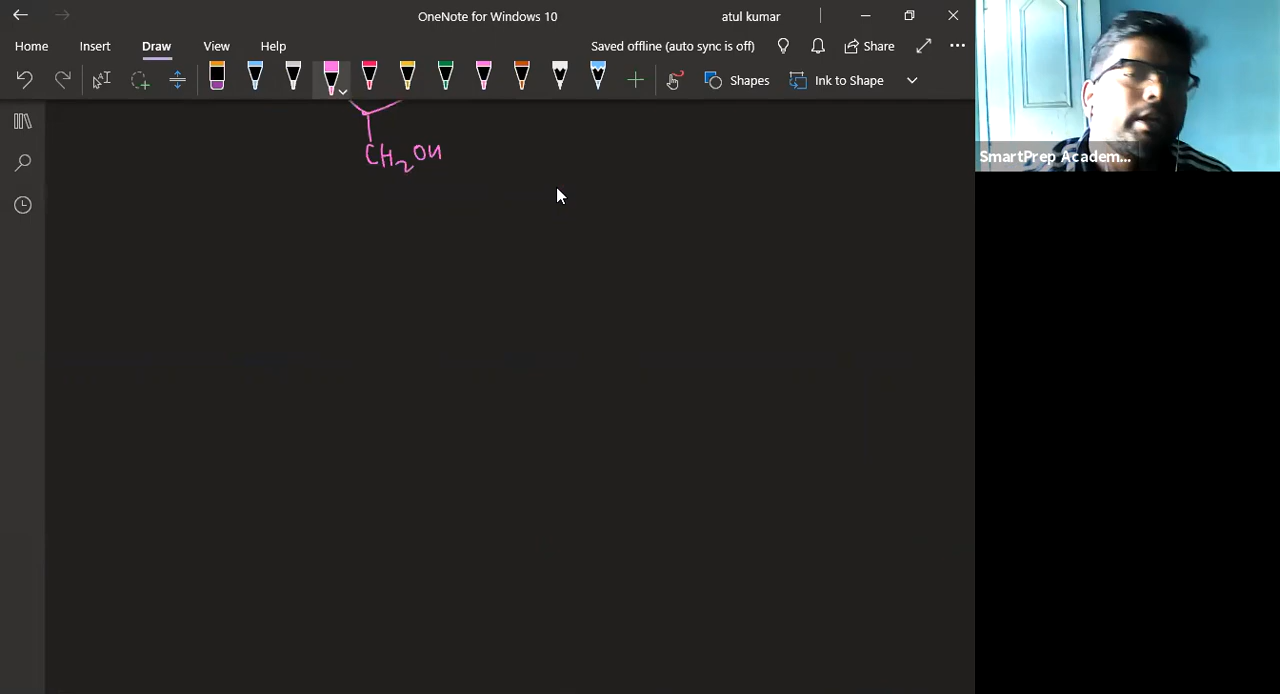 OneNote for Windows 10
atul kumar
Home Insert Draw View Help
Saved offline (auto sync is off)
Share
Shapes
Ink to Shape
SmartPrep Academ...
CH2OH